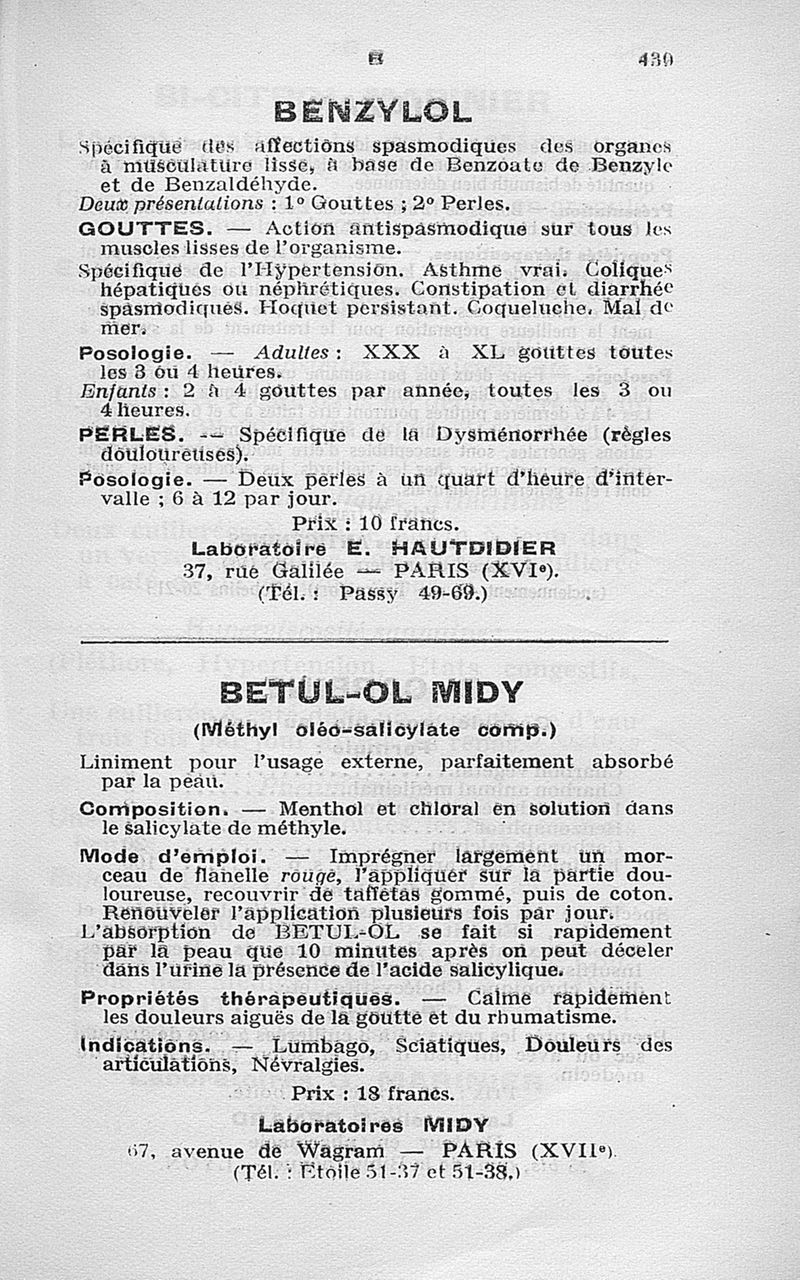 B 430
BENZYLOL
Spécifique des affections spasmodiques des organes
à musculature lisse, à base de Benzoate de Benzyle
et de Benzaldéhyde.
Deux présentations : 1° Gouttes ; 2° Perles.
GOUTTES. — Action antispasmodique sur tous les
muscles lisses de l'organisme.
Spécifique de l'Hypertension. Asthme vrai. Coliques
hépatiques ou néphrétiques. Constipation et diarrhée
spasmodiques. Hoquet persistant. Coqueluche. Mal de
mer.
Posologie. — Adultes : XXX à XL gouttes toutes
les 3 ou 4 heures.
Enfants : 2 à 4 gouttes par année, toutes les 3 ou
4 heures.
PERLES. — Spécifique de la Dysménorrhée (règles
douloureuses).
Posologie. — Deux perles à un quart d'heure d'inter-
valle ; 6 à 12 par jour.
Prix : 10 francs.
Laboratoire E. HAUTDIDIER
37, rue Galilée — PARIS (XVIe).
(Tél. : Passy 49-69.)
BETUL-OL MIDY
(Méthyl oléo-salicylate comp.)
Liniment pour l'usage externe, parfaitement absorbé
par la peau.
Composition. — Menthol et chloral en solution dans
le salicylate de méthyle.
Mode d'emploi. — Imprégner largement un mor-
ceau de flanelle rouge, l'appliquer sur la partie dou-
loureuse, recouvrir de taffetas gommé, puis de coton.
Renouveler l'application plusieurs fois par jour.
L'absorption de BETUL-OL se fait si rapidement
par la peau que 10 minutes après on peut déceler
dans l'urine la présence de l'acide salicylique.
Propriétés thérapeutiques. — Calme rapidement
les douleurs aiguës de la goutte et du rhumatisme.
Indications. — Lumbago, Sciatiques, Douleurs des
articulations, Névralgies.
Prix : 18 francs.
Laboratoires MIDY
67, avenue de Wagram — PARIS (XVIIe).
(Tél. : Etoile 51-37 et 51-38.)